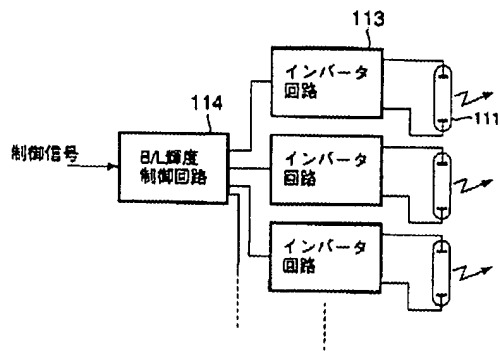 113
インバータ
回路
114
111
制御信号
B/L輝度
制御回路
インバータ
回路
インバータ
回路